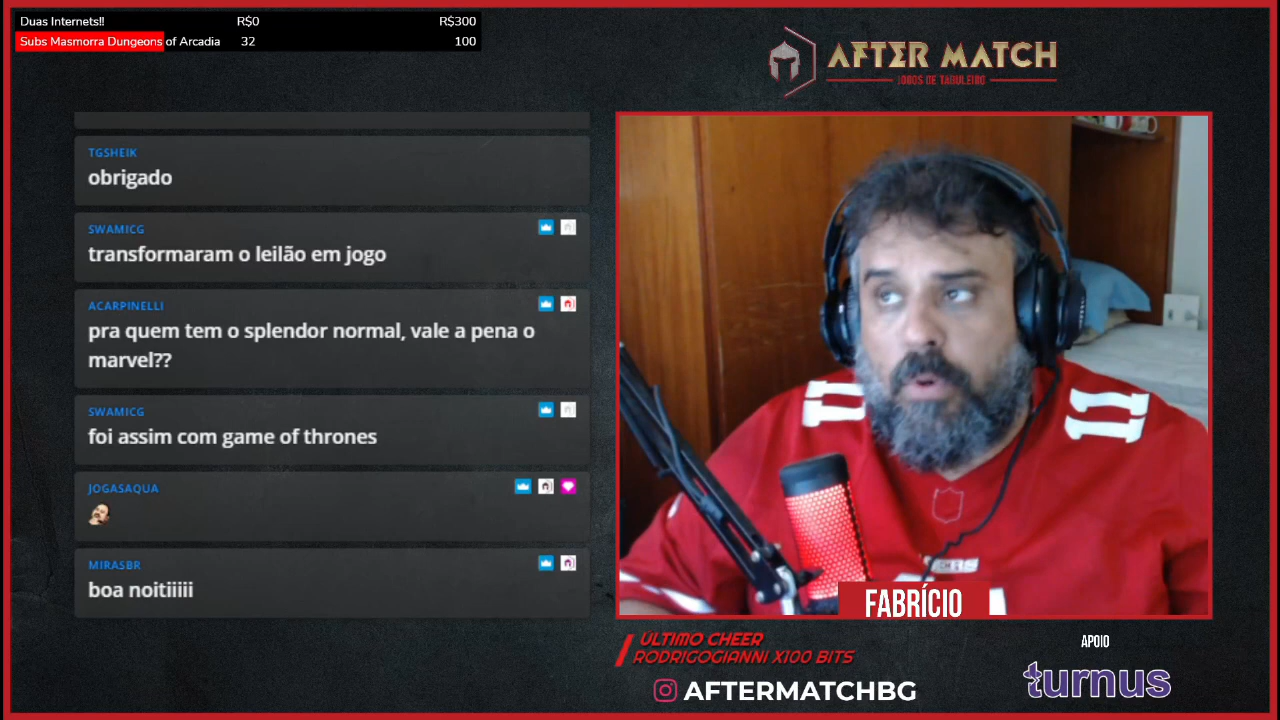 Duas Internets!! R$0 R$300
Subs Masmorra Dungeons of Arcadia 32 100
AFTER MATCH
JOGOS DE TABULEIRO
TGSHEIK
obrigado
SWAMICG
transformaram o leilão em jogo
ACARPINELLI
pra quem tem o splendor normal, vale a pena o
marvel??
SWAMICG
foi assim com game of thrones
JOGASAQUA
MIRASBR
boa noitiiiii
11
FABRÍCIO
ÚLTIMO CHEER
RODRIGOGIANNI X100 BITS
AFTERMATCHBG
APOIO
turnus